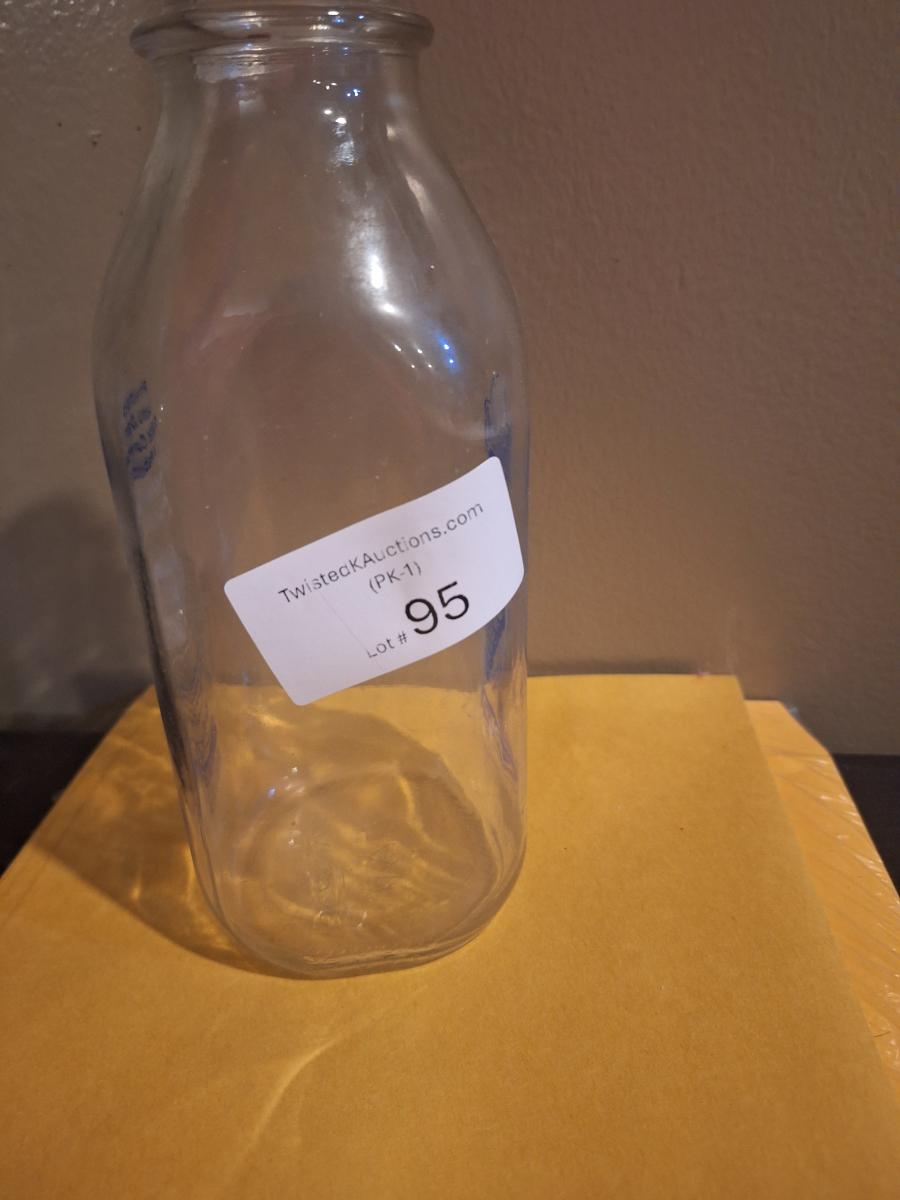 TwistedKAuctions.com
(PK-1)
Lot # 95